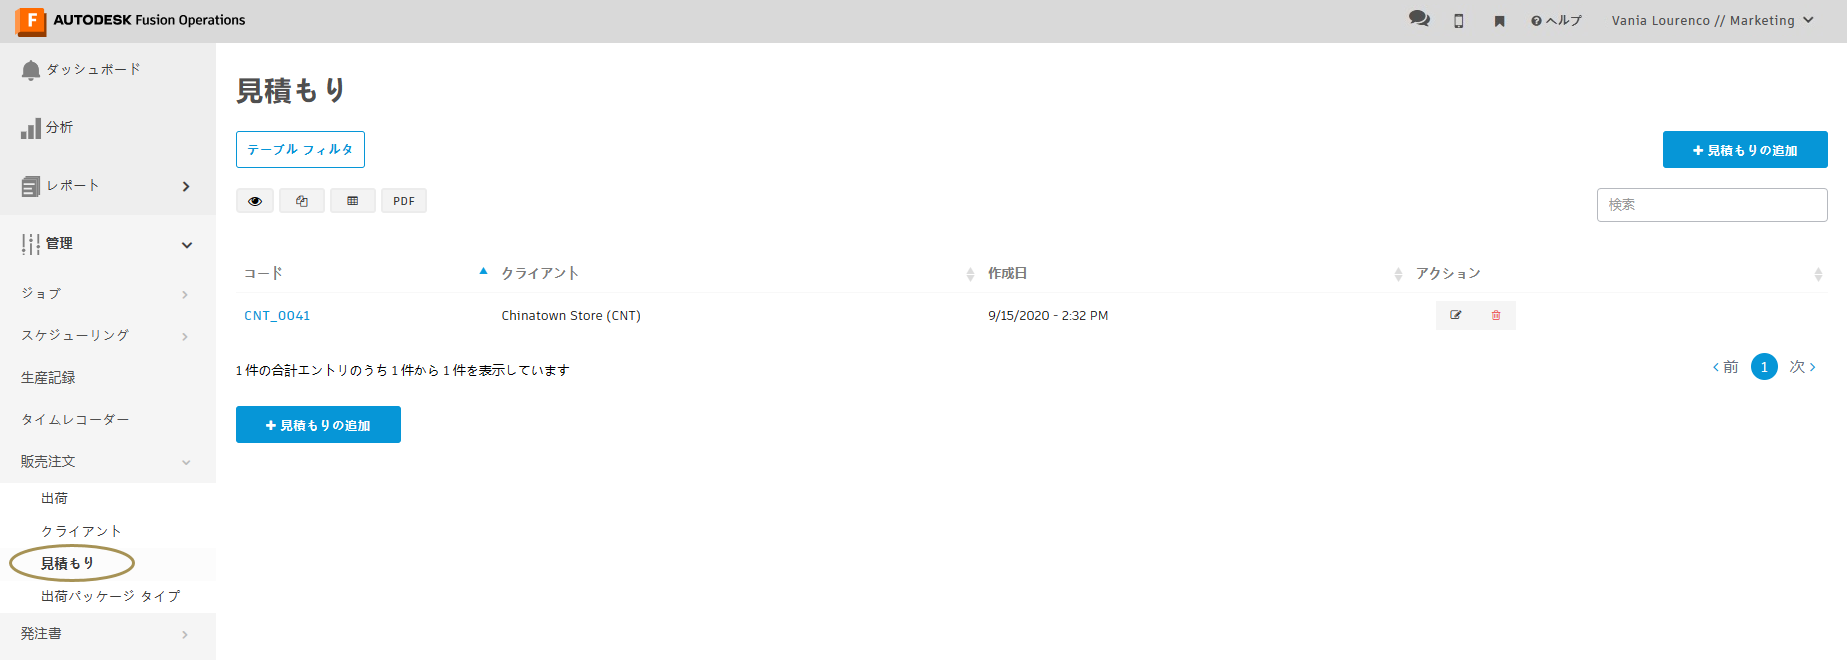 F AUTODESK Fusion Operations
ヘルプ
Vania Lourenco // Marketing
ダッシュボード
分析
レポート
管理
ジョブ
スケジューリング
生産記録
タイムレコーダー
販売注文
出荷
クライアント
見積もり
出荷パッケージ タイプ
発注書
見積もり
テーブル フィルタ
見積もりの追加
PDF
検索
コード クライアント 作成日 アクション
CNT_0041 Chinatown Store (CNT) 9/15/2020 - 2:32 PM
1 件の合計エントリのうち 1 件から 1 件を表示しています
前 1 次
見積もりの追加